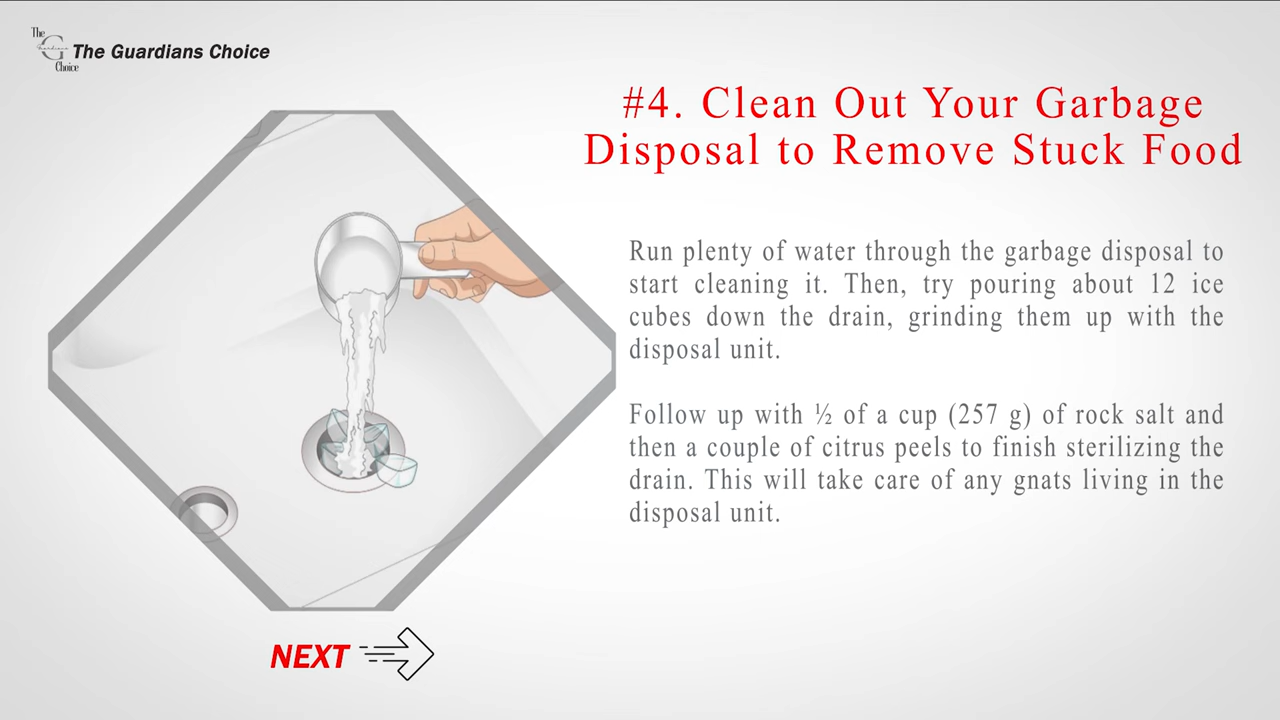 The
Guardians
G
Choice
The Guardians Choice
#4. Clean Out Your Garbage
Disposal to Remove Stuck Food
Run plenty of water through the garbage disposal to
start cleaning it. Then, try pouring about 12 ice
cubes down the drain, grinding them up with the
disposal unit.
Follow up with ½ of a cup (257 g) of rock salt and
then a couple of citrus peels to finish sterilizing the
drain. This will take care of any gnats living in the
disposal unit.
NEXT